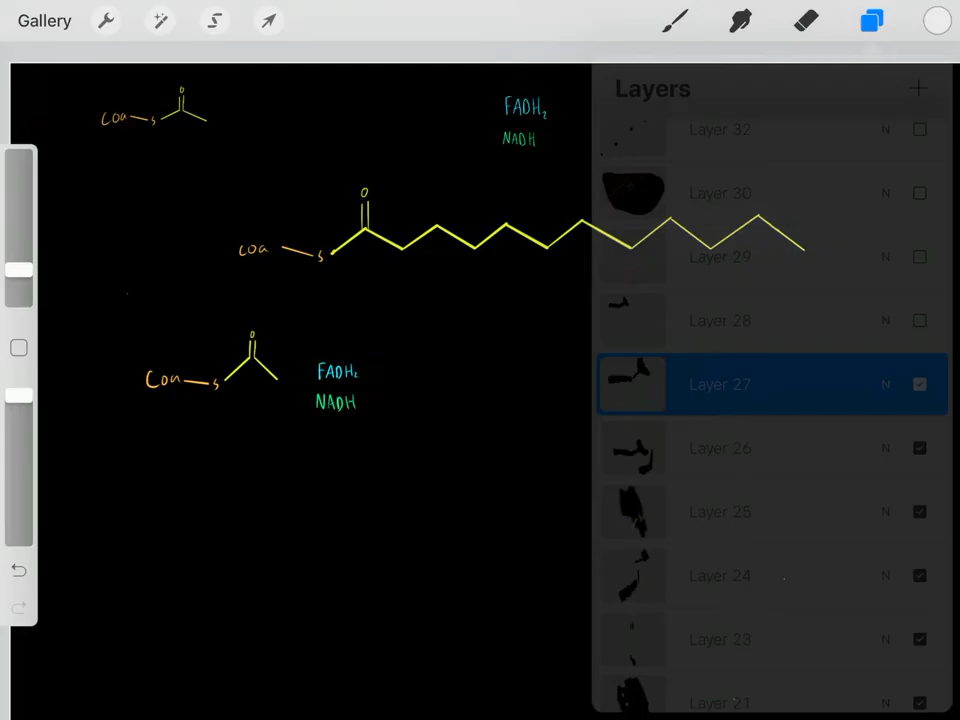 Gallery
O
Coa S
FADH2
NADH
O
Coa S
O
Coa S
FADH2
NADH
Layers
Layer 32 N
Layer 30 N
Layer 29 N
Layer 28 N
Layer 27 N
Layer 26 N
Layer 25 N
Layer 24 N
Layer 23 N
Layer 21 N